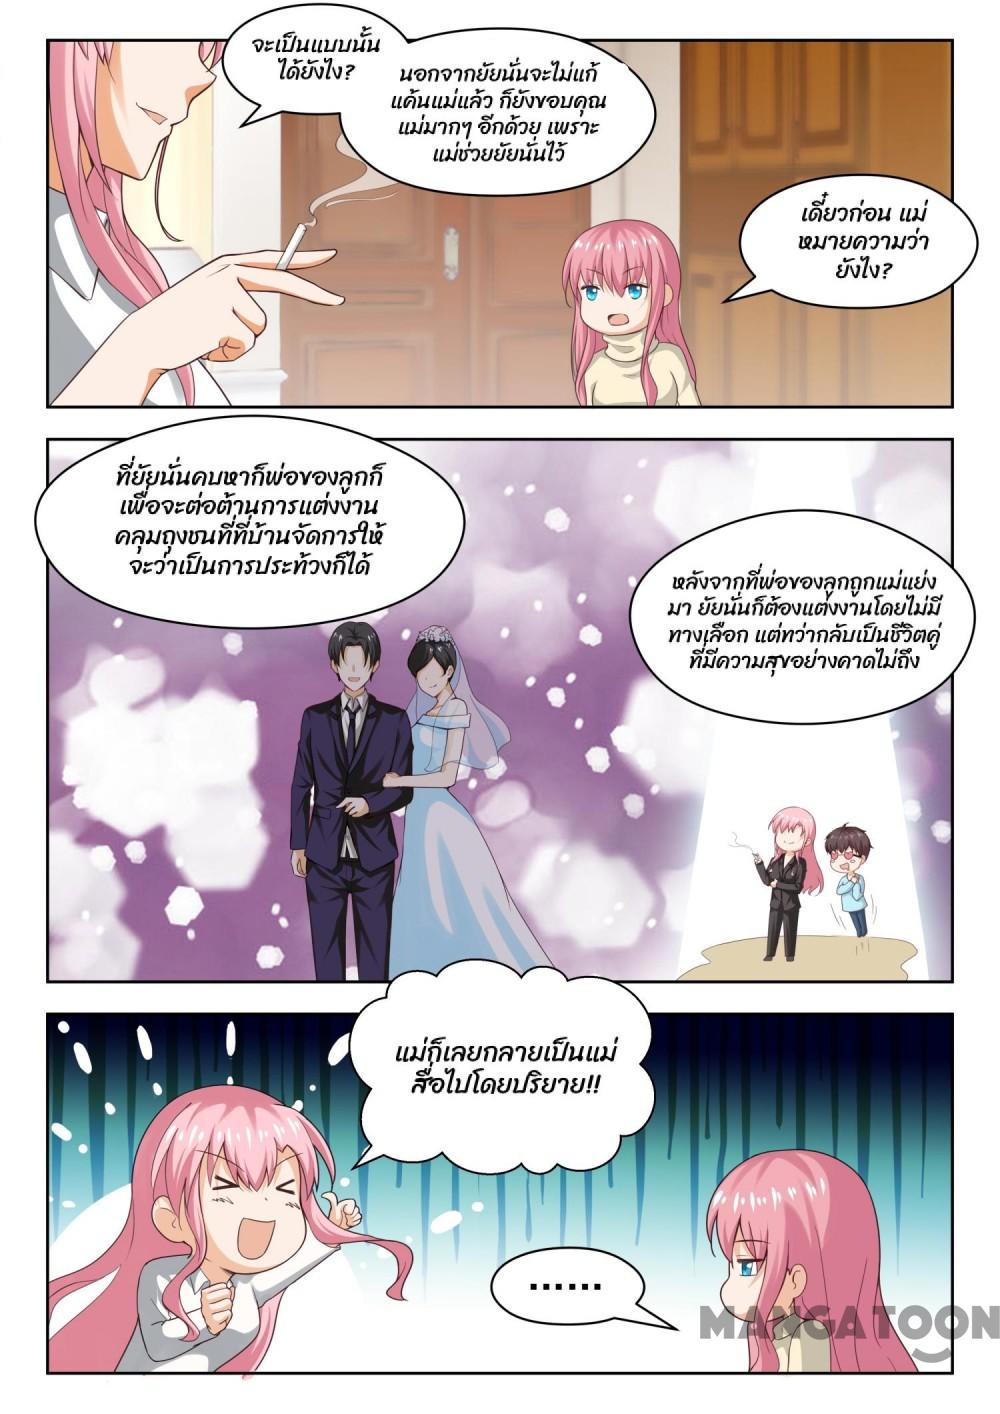 จะเป็นแบบนั้น
ได้ยังไง?
นอกจากยัยนั่นจะไม่แก้
แค้นแม่แล้ว ก็ยังขอบคุณ
แม่มากๆ อีกด้วย เพราะ
แม่ช่วยยัยนั่นไว้
เดี๋ยวก่อน แม่
หมายความว่า
ยังไง?
ที่ยัยนั่นคบหาก็พ่อของลูกก็
เพื่อจะต่อต้านการแต่งงาน
คลุมถุงชนที่ที่บ้านจัดการให้
จะว่าเป็นการประท้วงก็ได้
หลังจากที่พ่อของลูกถูกแม่แย่ง
มา ยัยนั่นก็ต้องแต่งงานโดยไม่มี
ทางเลือก แต่ทว่ากลับเป็นชีวิตคู่
ที่มีความสุขอย่างคาดไม่ถึง
แม่ก็เลยกลายเป็นแม่
สื่อไปโดยปริยาย!!
......
MANGATOON